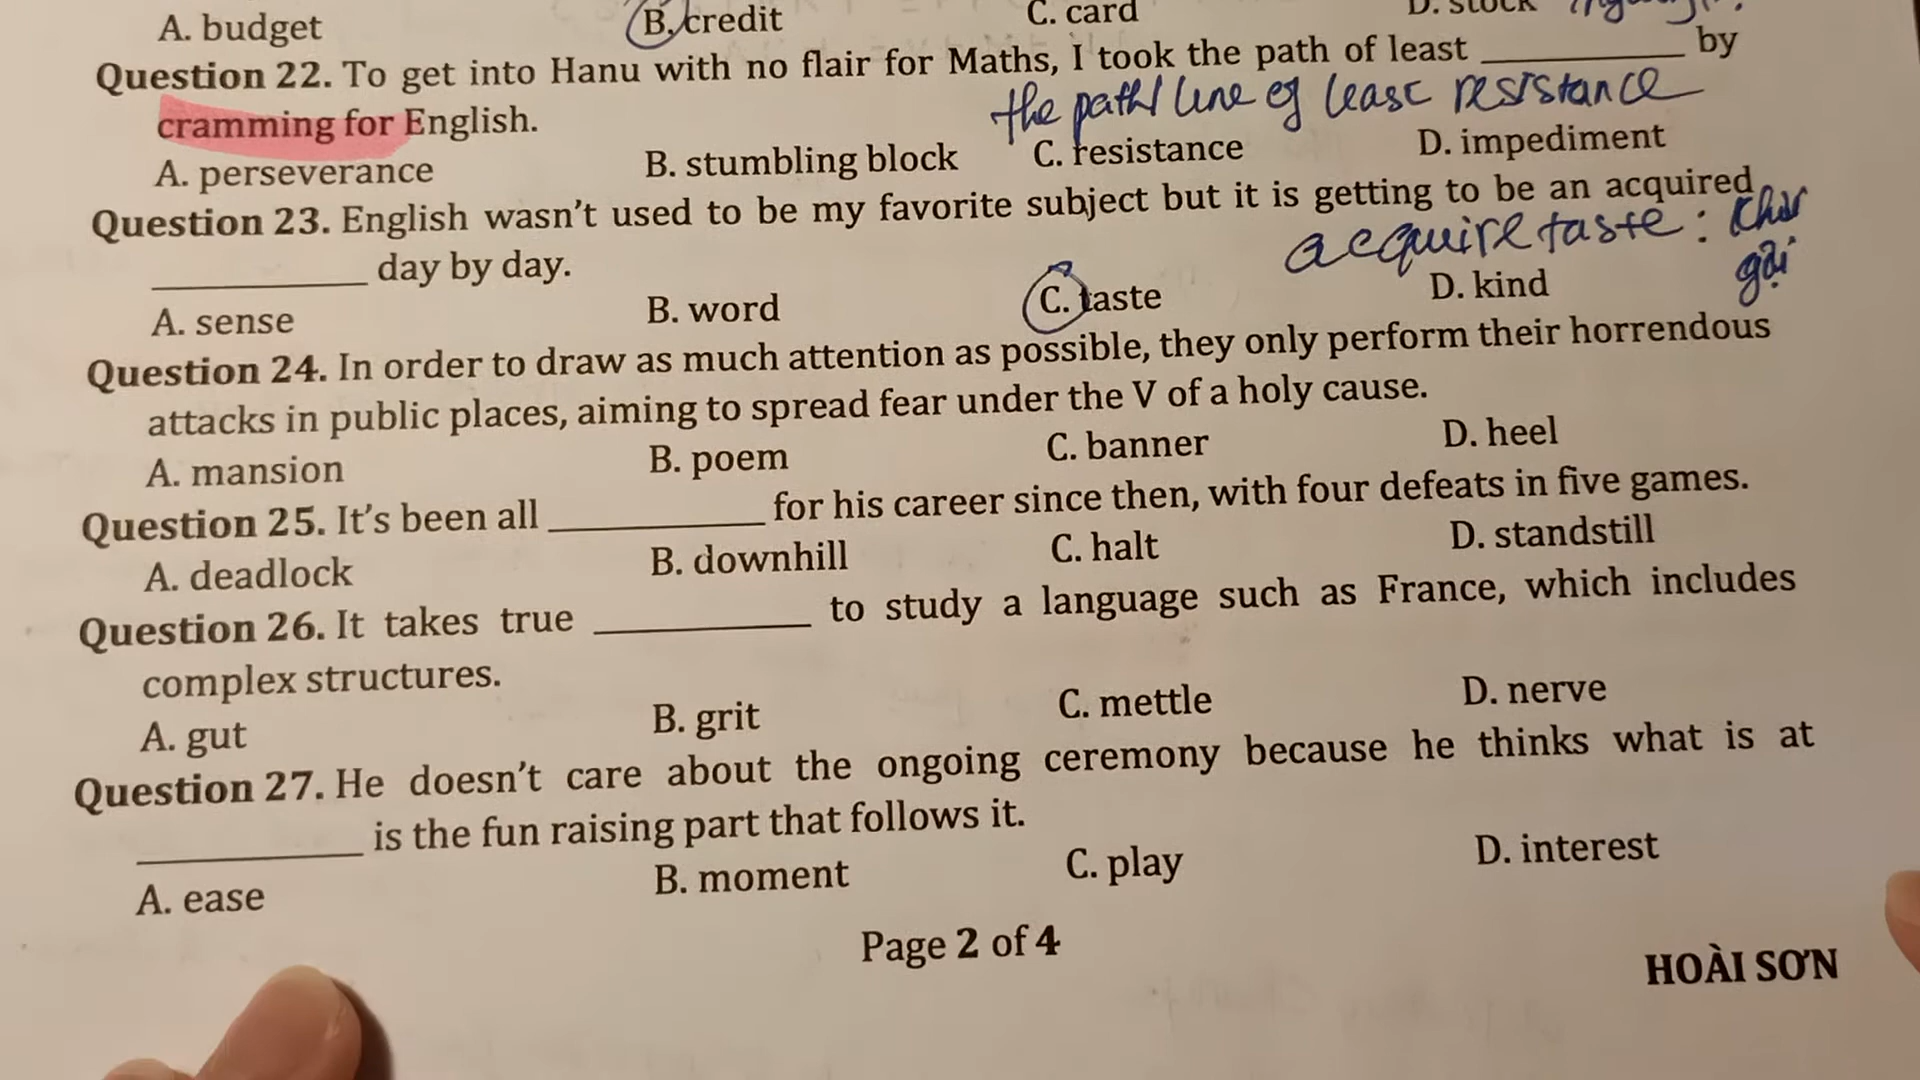 A. budget B. credit C. card D. stock
Question 22. To get into Hanu with no flair for Maths, I took the path of least __________ by
the path/ line of least resistance
cramming for English.
A. perseverance B. stumbling block C. resistance D. impediment
Question 23. English wasn't used to be my favorite subject but it is getting to be an acquired
acquire taste :
gái
__________ day by day.
A. sense B. word C. taste D. kind
Question 24. In order to draw as much attention as possible, they only perform their horrendous
attacks in public places, aiming to spread fear under the V of a holy cause.
A. mansion B. poem C. banner D. heel
Question 25. It's been all __________ for his career since then, with four defeats in five games.
A. deadlock B. downhill C. halt D. standstill
Question 26. It takes true __________ to study a language such as France, which includes
complex structures.
A. gut B. grit C. mettle D. nerve
Question 27. He doesn't care about the ongoing ceremony because he thinks what is at
__________ is the fun raising part that follows it.
A. ease B. moment C. play D. interest
Page 2 of 4
HOÀI SƠN